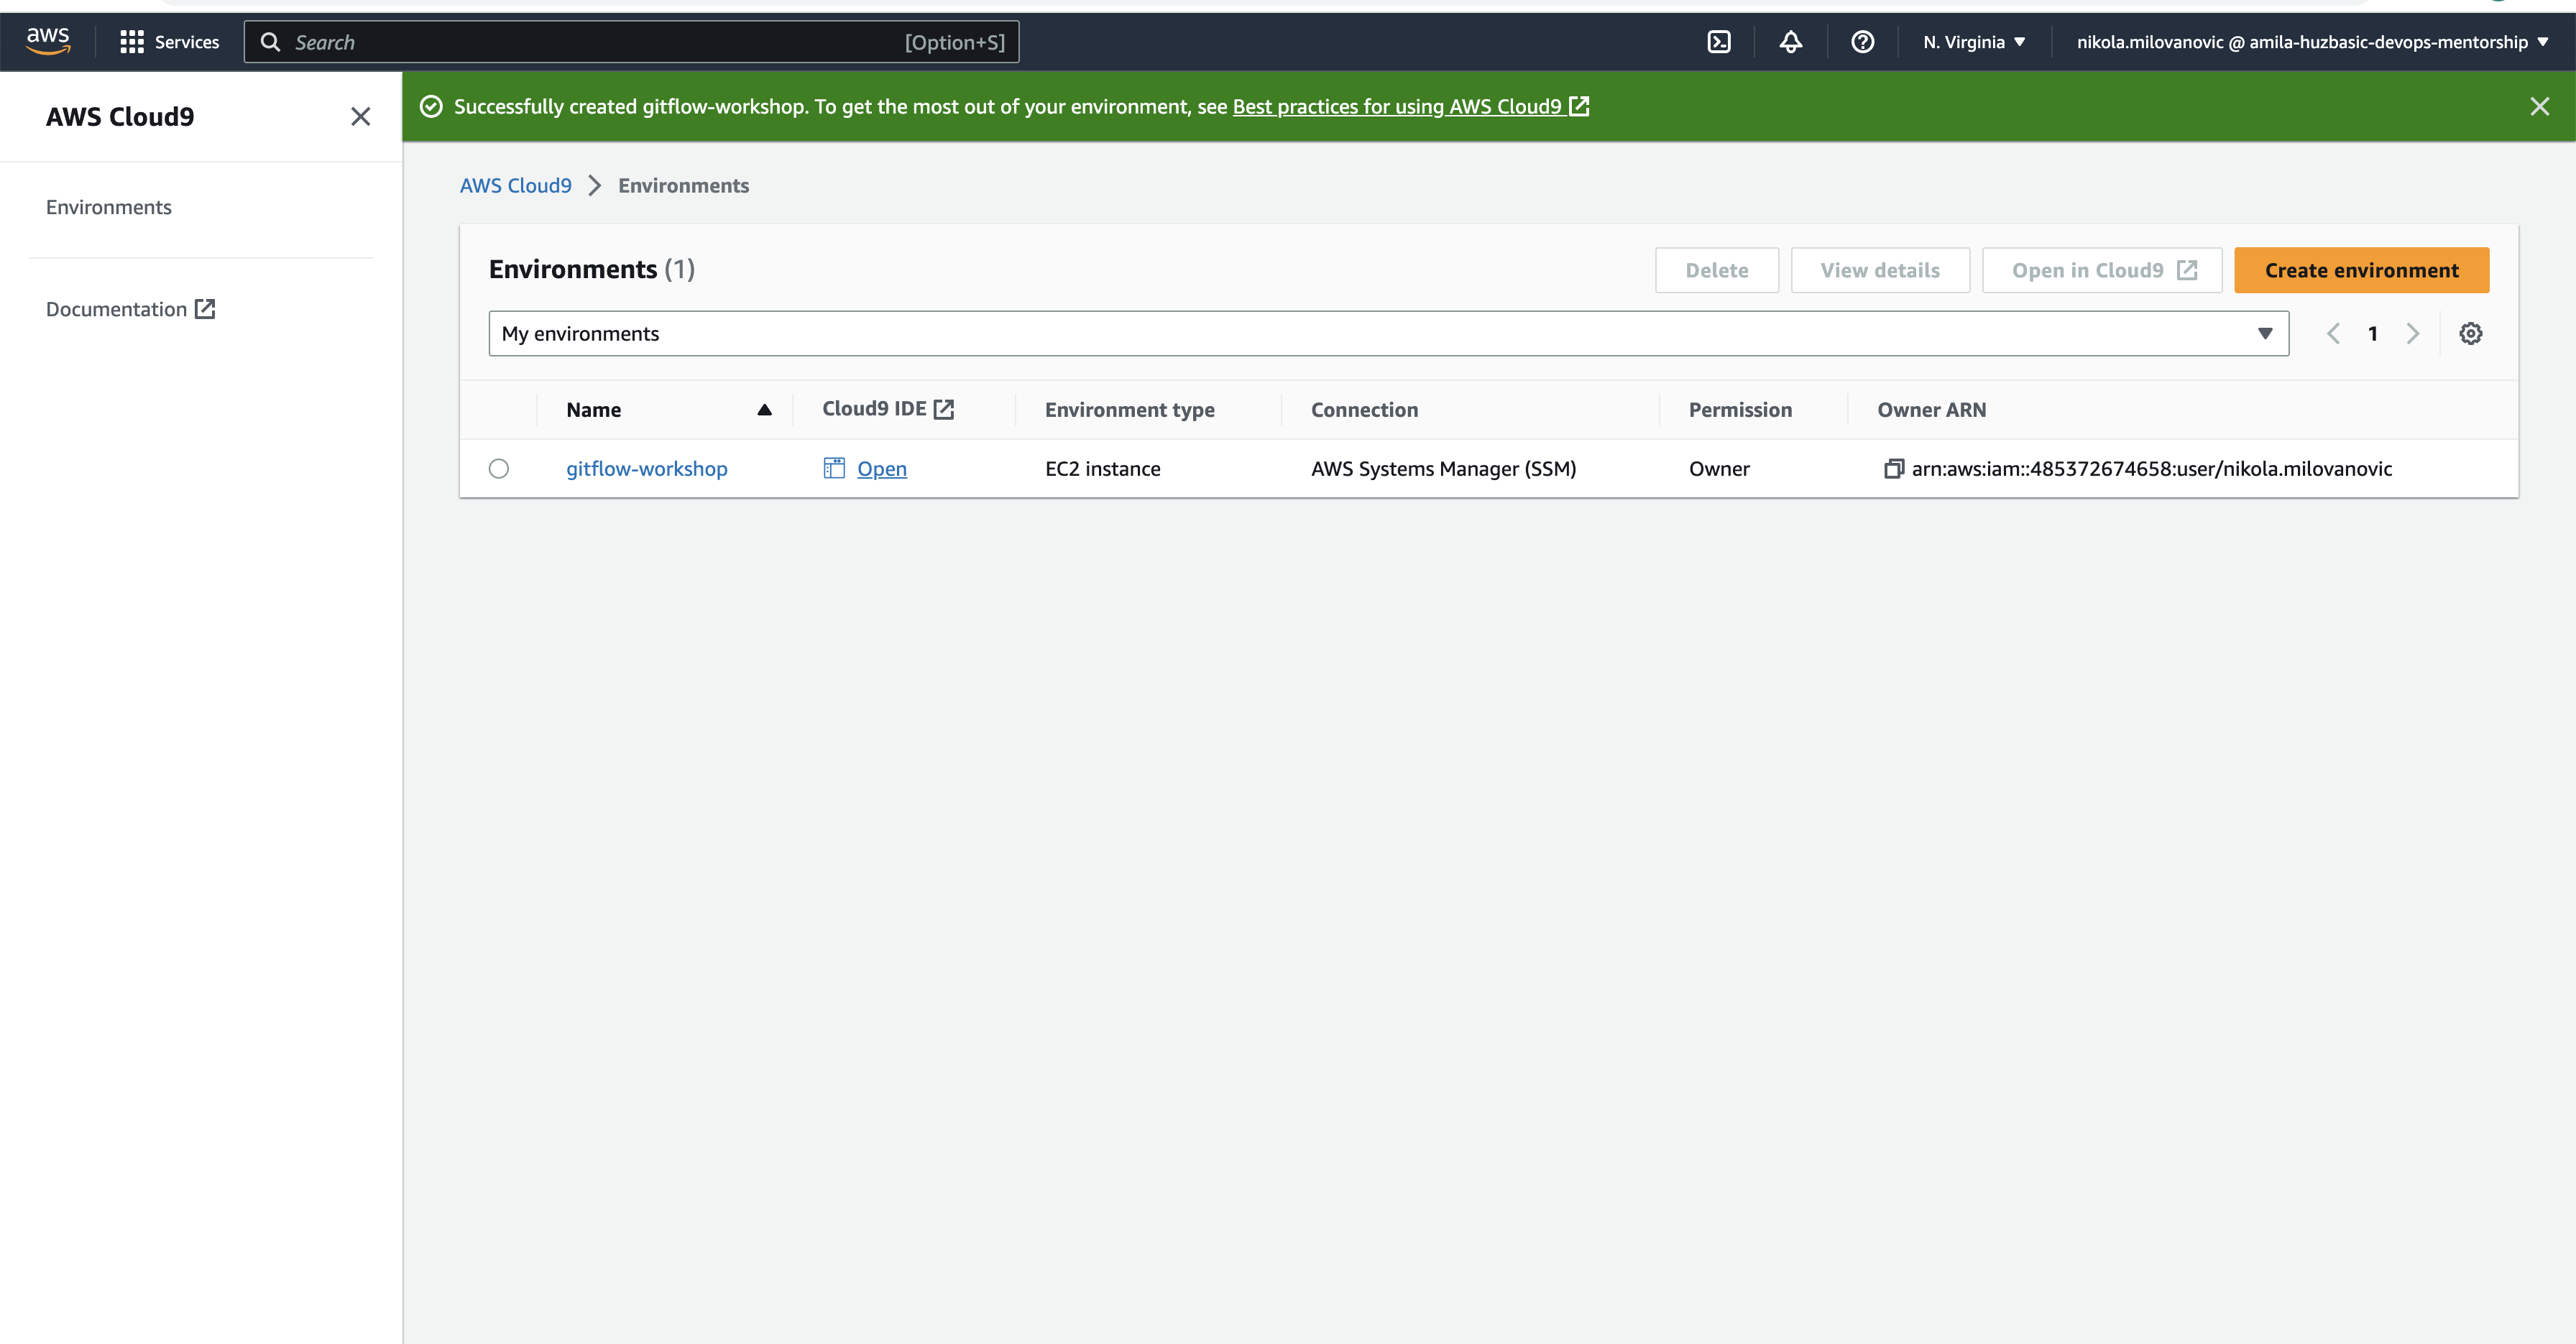 aws Services Search [Option+S] N. Virginia nikola.milovanovic @ amila-huzbasic-devops-mentorship
AWS Cloud9
Environments
Documentation
Successfully created gitflow-workshop. To get the most out of your environment, see Best practices for using AWS Cloud9
AWS Cloud9 Environments
Environments (1) Delete View details Open in Cloud9 Create environment
My environments 1
Name Cloud9 IDE Environment type Connection Permission Owner ARN
gitflow-workshop Open EC2 instance AWS Systems Manager (SSM) Owner arn:aws:iam::485372674658:user/nikola.milovanovic